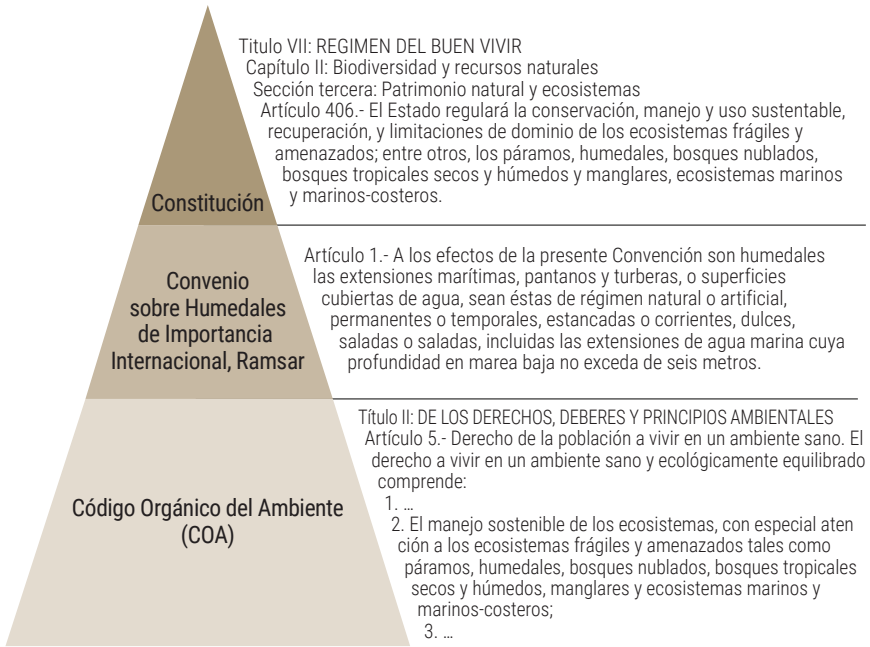 Titulo VII: REGIMEN DEL BUEN VIVIR
Capítulo II: Biodiversidad y recursos naturales
Sección tercera: Patrimonio natural y ecosistemas
Artículo 406.- El Estado regulará la conservación, manejo y uso sustentable,
recuperación, y limitaciones de dominio de los ecosistemas frágiles y
amenazados; entre otros, los páramos, humedales, bosques nublados,
bosques tropicales secos y húmedos y manglares, ecosistemas marinos
y marinos-costeros.
Constitución
Artículo 1.- A los efectos de la presente Convención son humedales
las extensiones marítimas, pantanos y turberas, o superficies
cubiertas de agua, sean éstas de régimen natural o artificial,
permanentes o temporales, estancadas o corrientes, dulces,
saladas o saladas, incluidas las extensiones de agua marina cuya
profundidad en marea baja no exceda de seis metros.
Convenio
sobre Humedales
de Importancia
Internacional, Ramsar
Título II: DE LOS DERECHOS, DEBERES Y PRINCIPIOS AMBIENTALES
Artículo 5.- Derecho de la población a vivir en un ambiente sano. El
derecho a vivir en un ambiente sano y ecológicamente equilibrado
comprende:
1. ...
2. El manejo sostenible de los ecosistemas, con especial aten
ción a los ecosistemas frágiles y amenazados tales como
páramos, humedales, bosques nublados, bosques tropicales
secos y húmedos, manglares y ecosistemas marinos y
marinos-costeros;
3. ...
Código Orgánico del Ambiente
(COA)